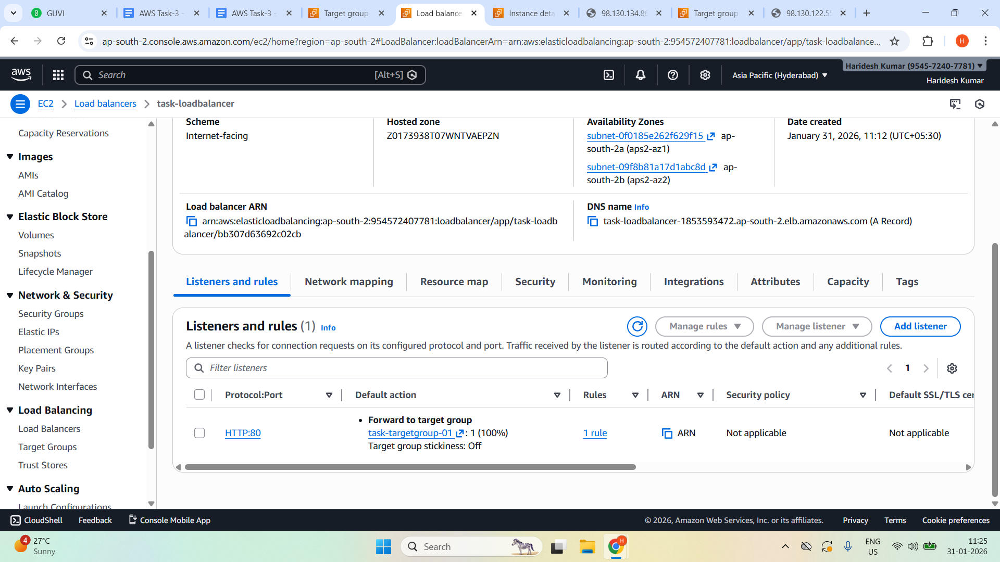 GUVI
AWS Task-3 -
AWS Task-3 -
Target group
Load balance
Instance deta
98.130.134.86
Target group
98.130.122.55
ap-south-2.console.aws.amazon.com/ec2/home?region=ap-south-2#LoadBalancer:loadBalancerArn=arn:aws:elasticloadbalancing:ap-south-2:954572407781:loadbalancer/app/task-loadbalance...
H
aws
Search
[Alt+S]
Asia Pacific (Hyderabad)
Haridesh Kumar (9545-7240-7781)
Haridesh Kumar
EC2
Load balancers
task-loadbalancer
Capacity Reservations
Images
AMIs
AMI Catalog
Elastic Block Store
Volumes
Snapshots
Lifecycle Manager
Network & Security
Security Groups
Elastic IPs
Placement Groups
Key Pairs
Network Interfaces
Load Balancing
Load Balancers
Target Groups
Trust Stores
Auto Scaling
Launch Configurations
Scheme
Internet-facing
Hosted zone
Z0173938T07WNTVAEPZN
Availability Zones
subnet-0f0185e262f629f15 ap-
south-2a (aps2-az1)
subnet-09f8b81a17d1abc8d ap-
south-2b (aps2-az2)
Date created
January 31, 2026, 11:12 (UTC+05:30)
Load balancer ARN
arn:aws:elasticloadbalancing:ap-south-2:954572407781:loadbalancer/app/task-loadb
alancer/bb307d63692c02cb
DNS name Info
task-loadbalancer-1853593472.ap-south-2.elb.amazonaws.com (A Record)
Listeners and rules
Network mapping
Resource map
Security
Monitoring
Integrations
Attributes
Capacity
Tags
Listeners and rules (1) Info
Manage rules
Manage listener
Add listener
A listener checks for connection requests on its configured protocol and port. Traffic received by the listener is routed according to the default action and any additional rules.
Filter listeners
1
Protocol:Port
Default action
Rules
ARN
Security policy
Default SSL/TLS cer
HTTP:80
• Forward to target group
task-targetgroup-01 : 1 (100%)
Target group stickiness: Off
1 rule
ARN
Not applicable
Not applicable
CloudShell
Feedback
Console Mobile App
© 2026, Amazon Web Services, Inc. or its affiliates.
Privacy
Terms
Cookie preferences
4
27°C
Sunny
Search
H
ENG
US
11:25
31-01-2026